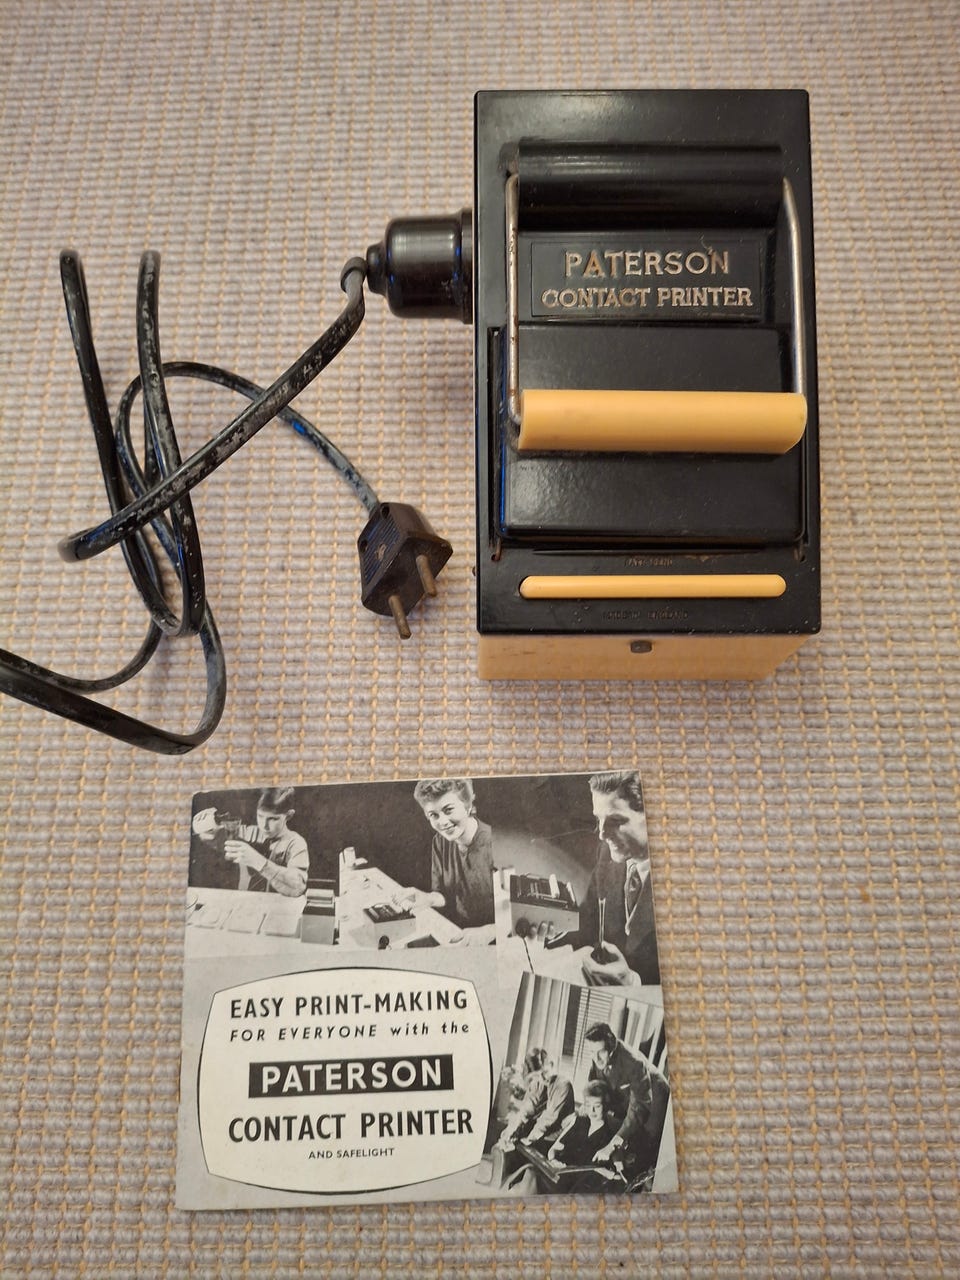 PATERSON
CONTACT PRINTER
MADE IN ENGLAND
EASY PRINT-MAKING
FOR EVERYONE with the
PATERSON
CONTACT PRINTER
AND SAFELIGHT